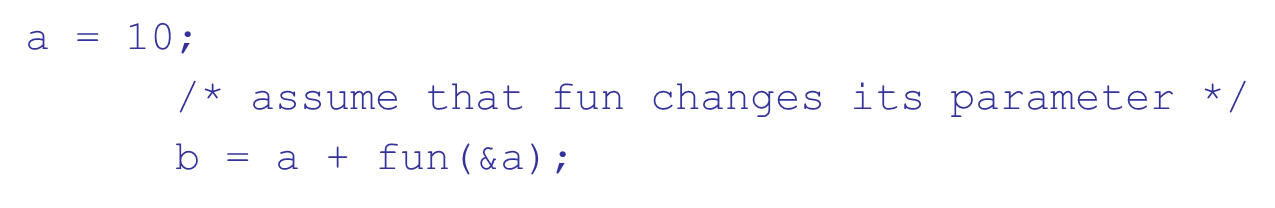 a = 10;
/* assume that fun changes its parameter */
b = a + fun(&a);